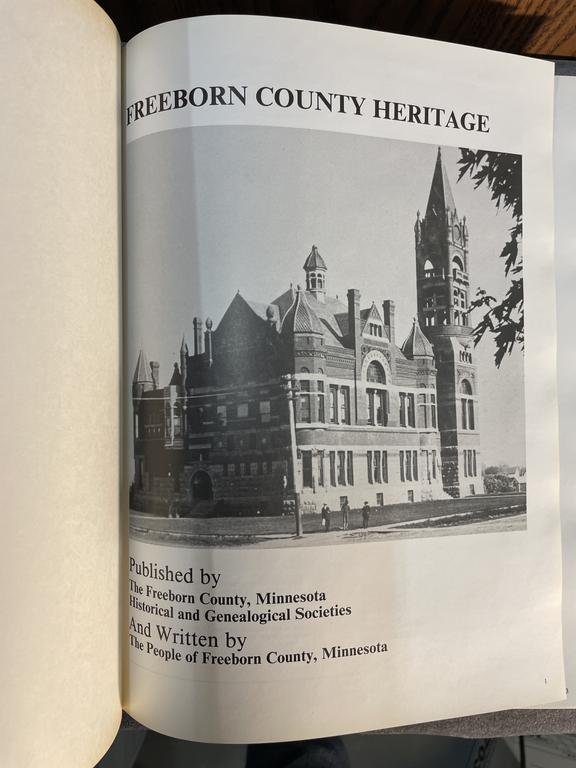 FREEBORN COUNTY HERITAGE
Published by
The Freeborn County, Minnesota
Historical and Genealogical Societies
And Written by
The People of Freeborn County, Minnesota
1